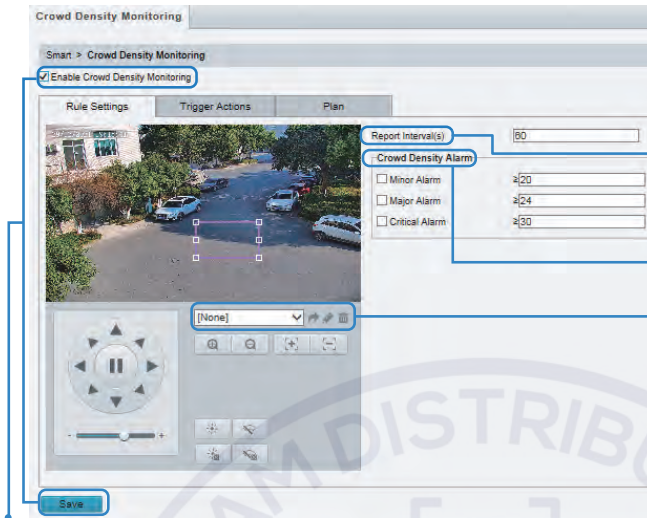 Crowd Density Monitoring
Smart > Crowd Density Monitoring
Enable Crowd Density Monitoring
Rule Settings
Trigger Actions
Plan
Report Interval(s)
60
Crowd Density Alarm
Minor Alarm
≥20
Major Alarm
≥24
Critical Alarm
≥30
[None]
- +
Save